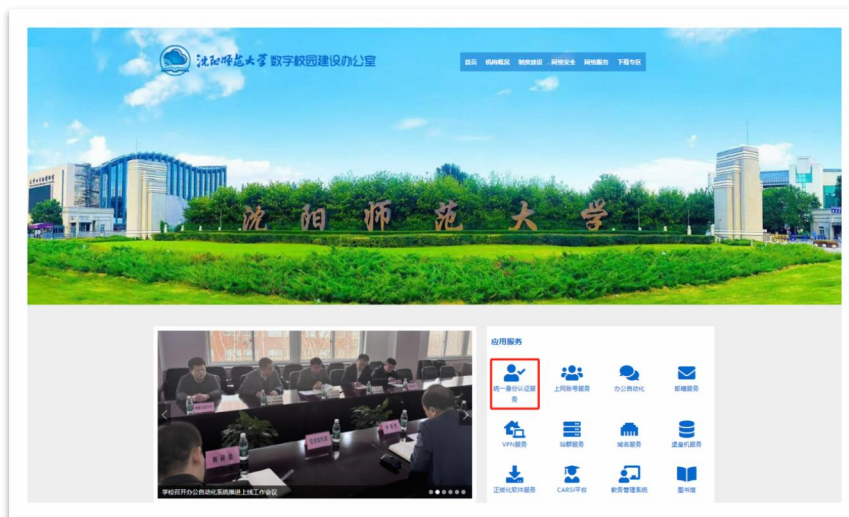 沈阳师范大学 数字校园建设办公室
首页 机构概况 制度建设 网络安全 网络服务 下载专区
沈阳师范大学
应用服务
统一身份认证服务
上网账号服务
办公自动化
邮箱服务
VPN服务
站群服务
域名服务
虚拟机服务
正版化软件服务
CARSI平台
教务管理系统
图书馆
学校召开办公自动化系统推进上线工作会议